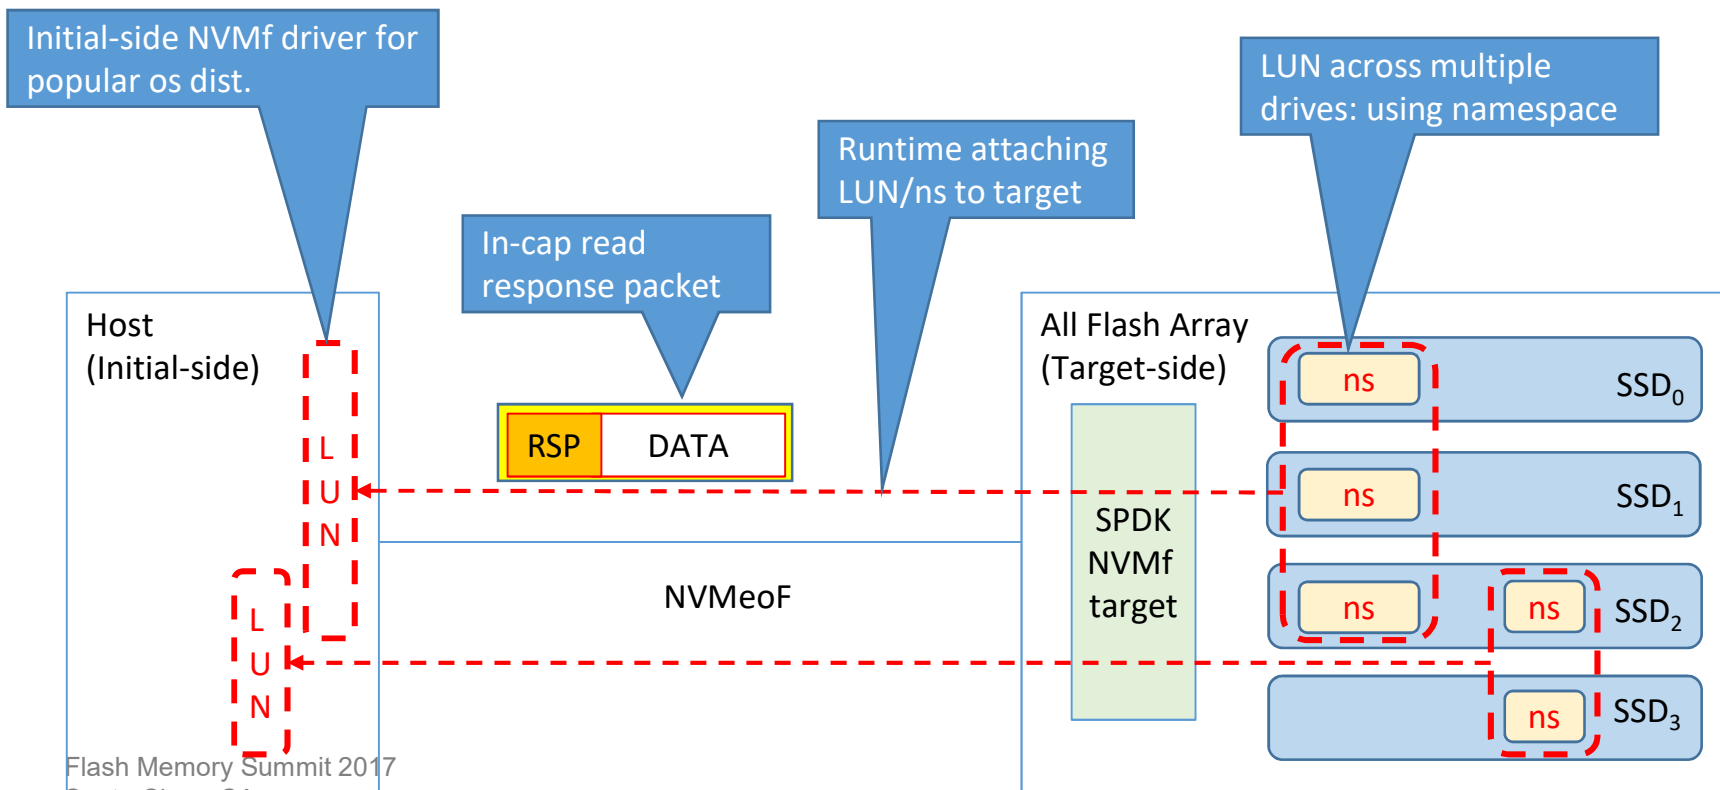 Initial-side NVMf driver for
popular os dist.
LUN across multiple
drives: using namespace
Runtime attaching
LUN/ns to target
In-cap read
response packet
Host
(Initial-side)
All Flash Array
(Target-side)
RSP
DATA
L
U
N
L
U
N
NVMeoF
SPDK
NVMf
target
ns
SSD0
ns
SSD1
ns
ns
SSD2
ns
SSD3
Flash Memory Summit 2017